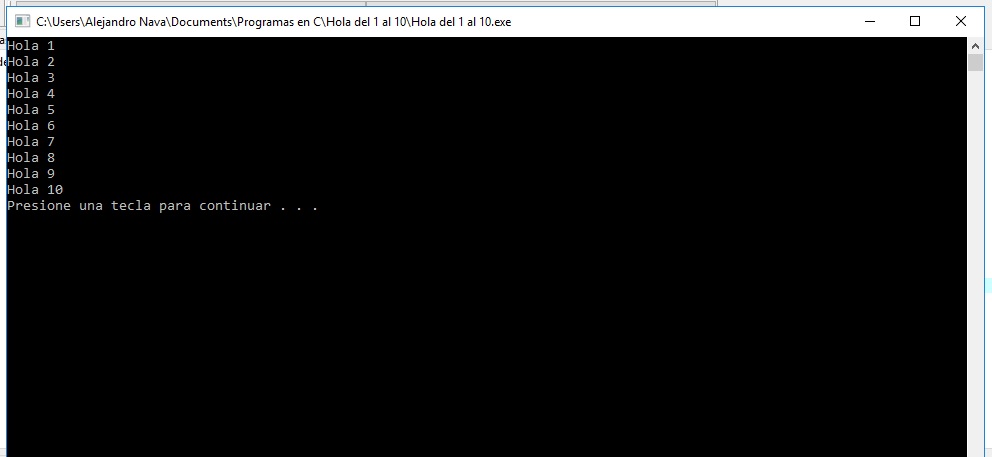 C:\Users\Alejandro Nava\Documents\Programas en C\Hola del 1 al 10\Hola del 1 al 10.exe
Hola 1
Hola 2
Hola 3
Hola 4
Hola 5
Hola 6
Hola 7
Hola 8
Hola 9
Hola 10
Presione una tecla para continuar . . .